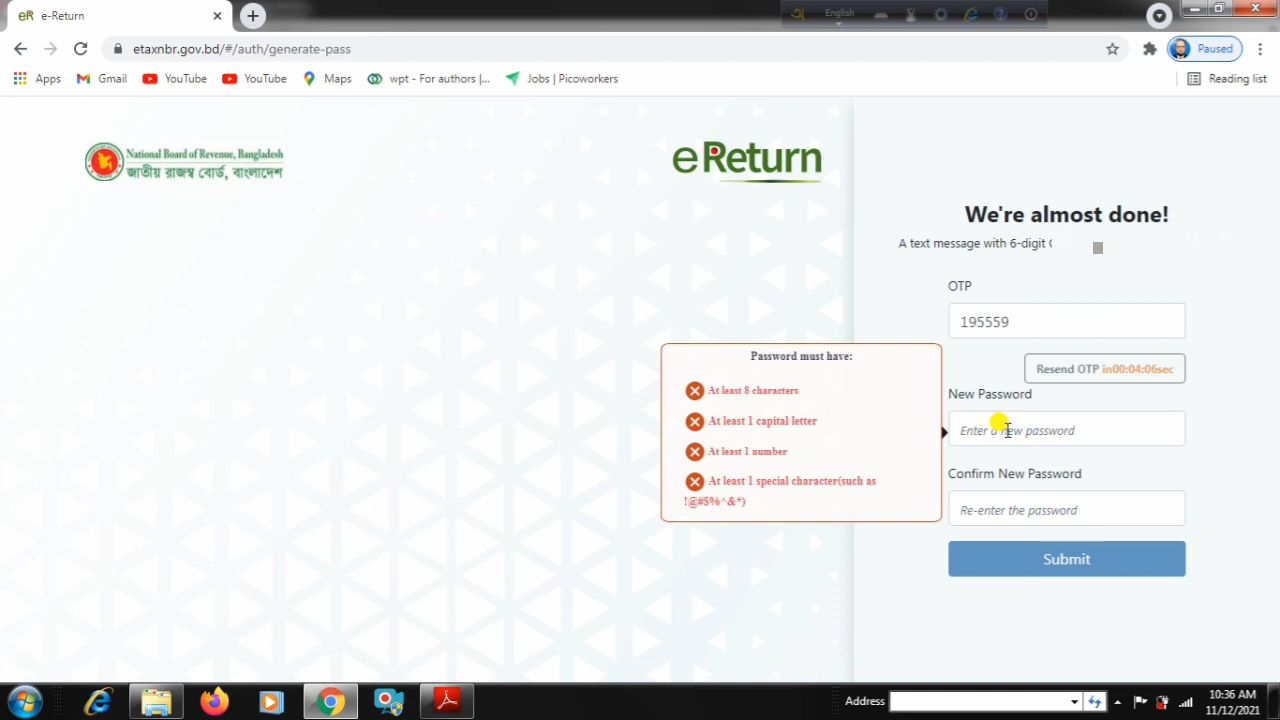 eR e-Return
English
etaxnbr.gov.bd/#/auth/generate-pass
Paused
Apps
Gmail
YouTube
YouTube
Maps
wpt - For authors |...
Jobs | Picoworkers
Reading list
National Board of Revenue, Bangladesh
জাতীয় রাজস্ব বোর্ড, বাংলাদেশ
eReturn
We're almost done!
A text message with 6-digit
OTP
195559
Resend OTP in00:04:06sec
New Password
Enter a new password
Password must have:
At least 8 characters
At least 1 capital letter
At least 1 number
At least 1 special character(such as
!@#$%^&*)
Confirm New Password
Re-enter the password
Submit
Address
10:36 AM
11/12/2021